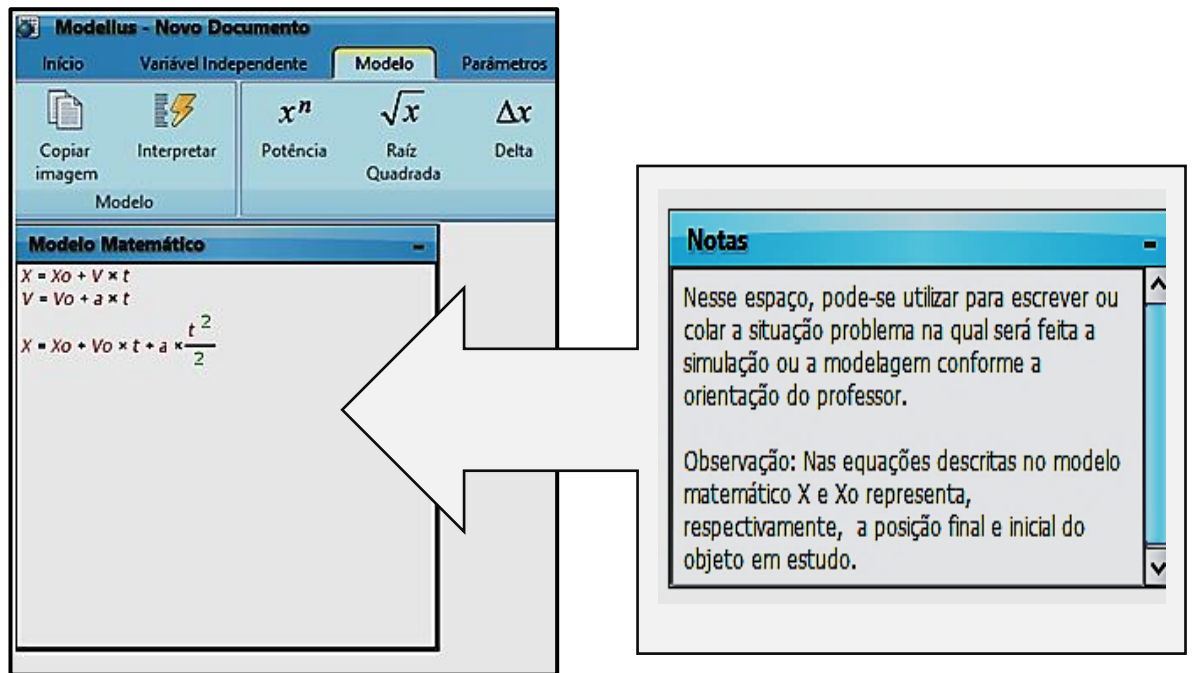 Modellus - Novo Documento
Início Variável Independente Modelo Parâmetros
xⁿ √x Δx
Copiar imagem Interpretar Potência Raíz Quadrada Delta
Modelo
Modelo Matemático -
X = Xo + V × t
V = Vo + a × t
X = Xo + Vo × t + a × t²/2
Notas -
Nesse espaço, pode-se utilizar para escrever ou
colar a situação problema na qual será feita a
simulação ou a modelagem conforme a
orientação do professor.
Observação: Nas equações descritas no modelo
matemático X e Xo representa,
respectivamente, a posição final e inicial do
objeto em estudo.